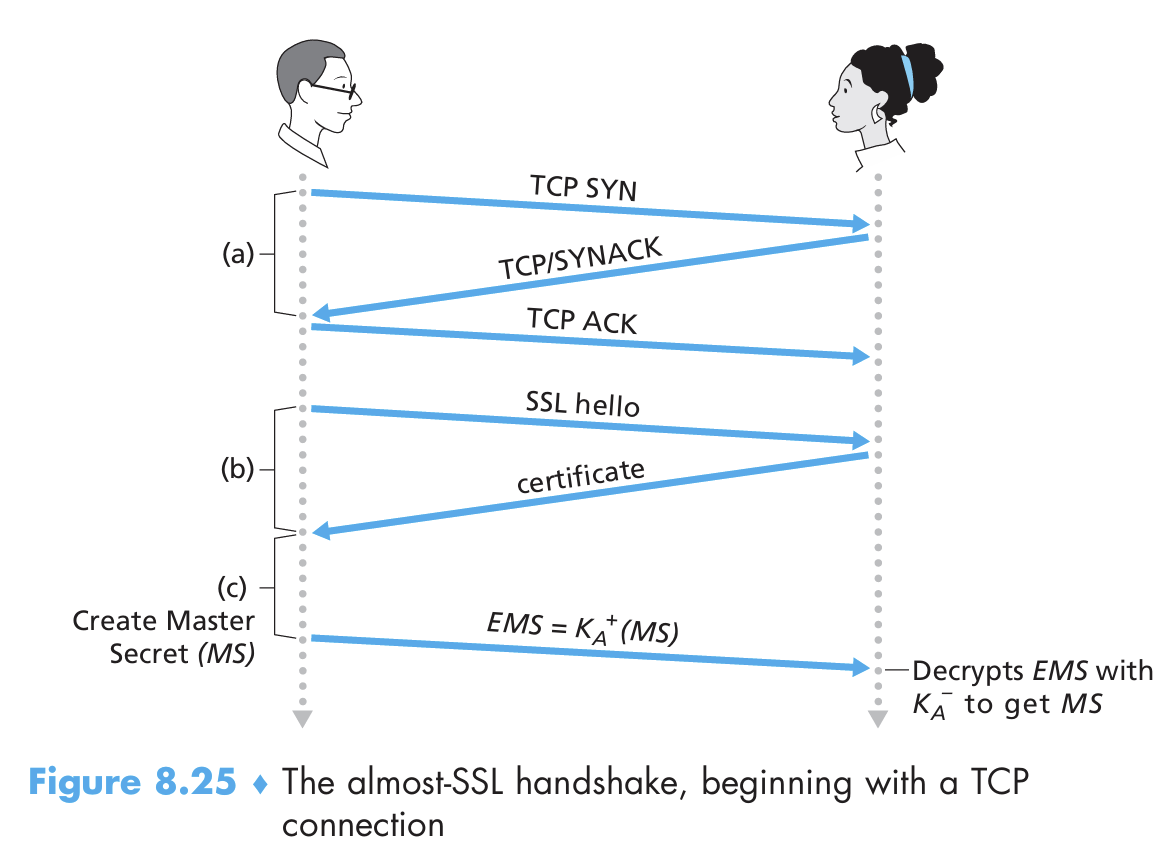 TCP SYN
(a)
TCP/SYNACK
TCP ACK
SSL hello
(b)
certificate
(c)
Create Master
Secret (MS)
EMS = K_A^+(MS)
Decrypts EMS with
K_A^− to get MS
Figure 8.25 ♦ The almost-SSL handshake, beginning with a TCP
connection